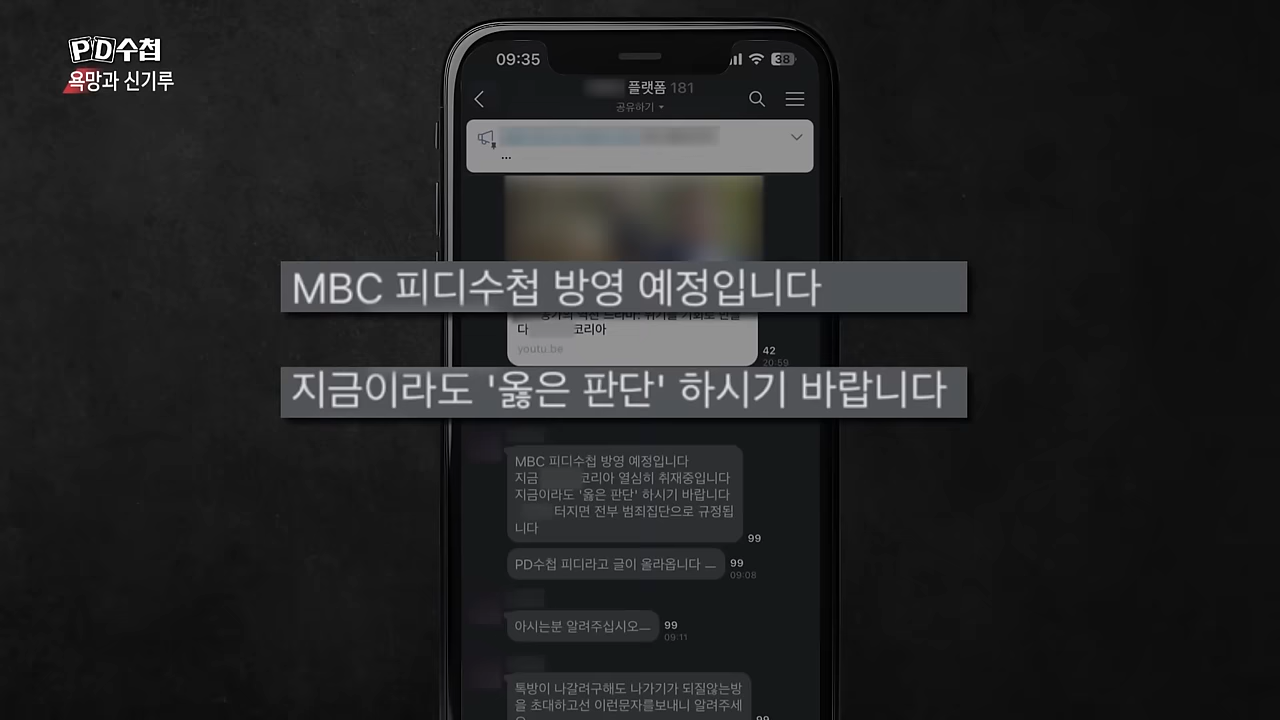 PD수첩
욕망과 신기루
09:35
38
플랫폼 181
공유하기
...
MBC 피디수첩 방영 예정입니다
다 코리아
youtu.be
42
20:59
지금이라도 '옳은 판단' 하시기 바랍니다
MBC 피디수첩 방영 예정입니다
지금 코리아 열심히 취재중입니다
지금이라도 '옳은 판단' 하시기 바랍니다
터지면 전부 범죄집단으로 규정됩
니다
99
PD수첩 피디라고 글이 올라옵니다 ㅡ
99
09:08
아시는분 알려주십시오ㅡ
99
09:11
톡방이 나갈려구해도 나가기가 되질않는방
을 초대하고선 이런문자를보내니 알려주세
99